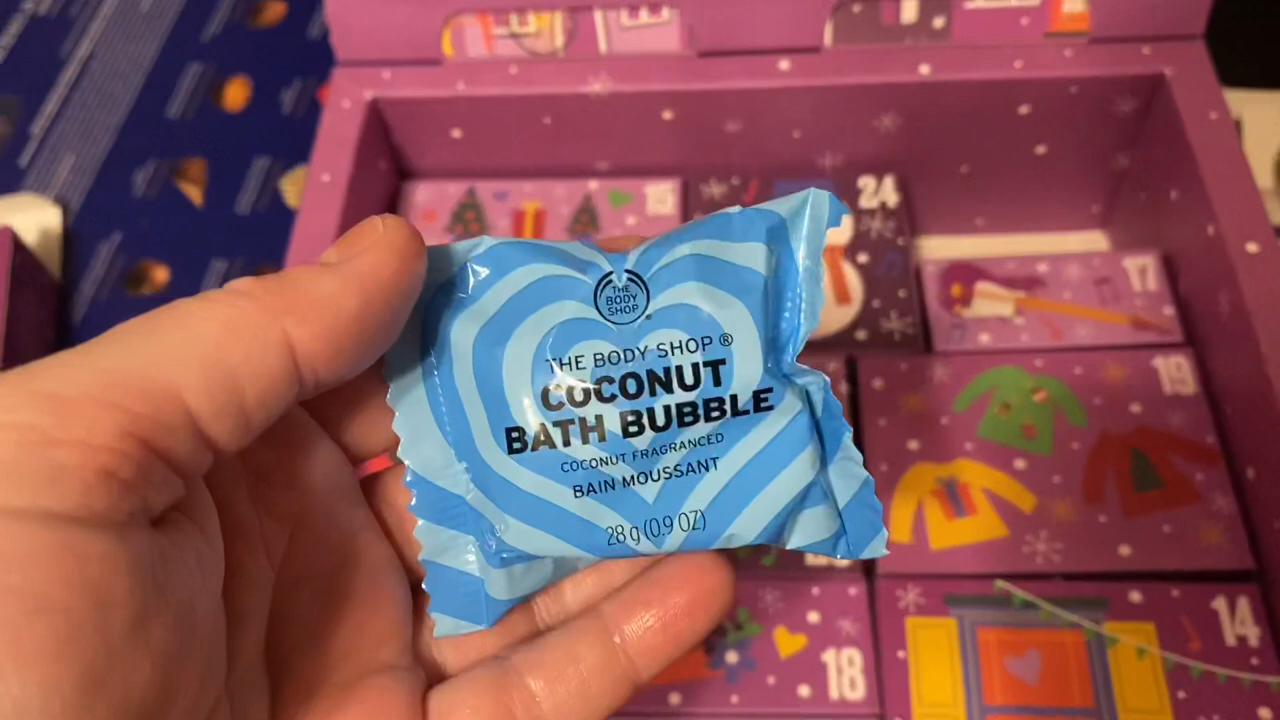 15
24
17
THE
BODY
SHOP
THE BODY SHOP ®
COCONUT
BATH BUBBLE
COCONUT FRAGRANCED
BAIN MOUSSANT
28 g (0.9 OZ)
19
18
14